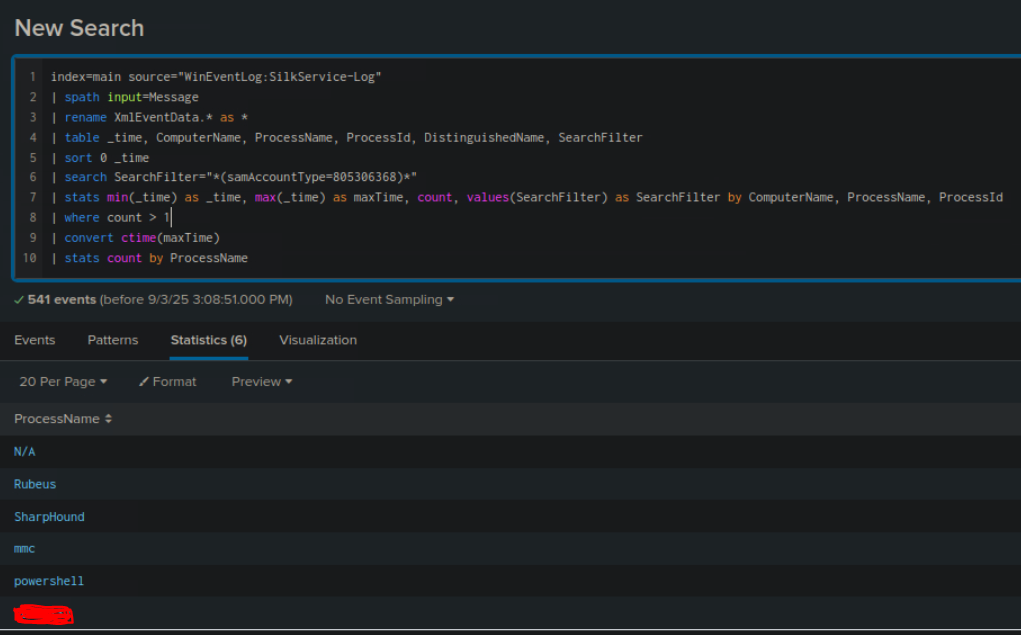 New Search
1 index=main source="WinEventLog:SilkService-Log"
2 | spath input=Message
3 | rename XmlEventData.* as *
4 | table _time, ComputerName, ProcessName, ProcessId, DistinguishedName, SearchFilter
5 | sort 0 _time
6 | search SearchFilter="*(samAccountType=805306368)*"
7 | stats min(_time) as _time, max(_time) as maxTime, count, values(SearchFilter) as SearchFilter by ComputerName, ProcessName, ProcessId
8 | where count > 1
9 | convert ctime(maxTime)
10 | stats count by ProcessName
✓ 541 events (before 9/3/25 3:08:51.000 PM) No Event Sampling
Events Patterns Statistics (6) Visualization
20 Per Page Format Preview
ProcessName
N/A
Rubeus
SharpHound
mmc
powershell